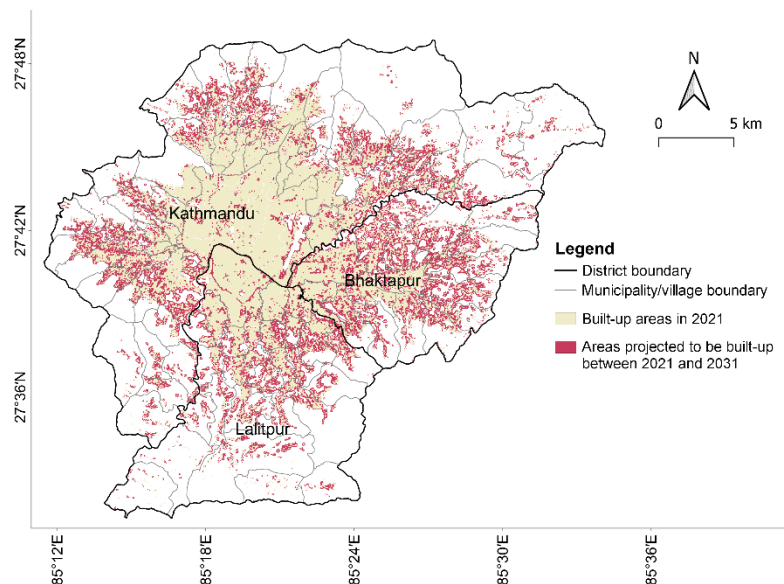 27°48'N
27°42'N
27°36'N
N
0 5 km
Kathmandu
Bhaktapur
Lalitpur
Legend
District boundary
Municipality/village boundary
Built-up areas in 2021
Areas projected to be built-up
between 2021 and 2031
85°12'E
85°18'E
85°24'E
85°30'E
85°36'E